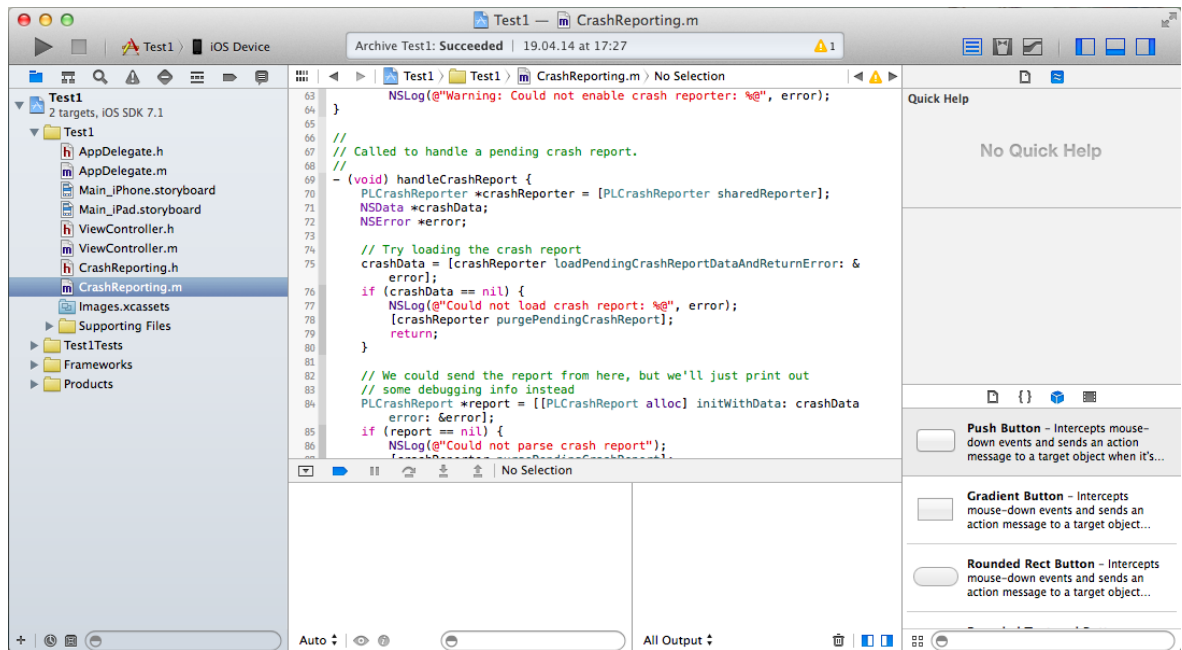 Test1 — CrashReporting.m
Test1 〉 iOS Device
Archive Test1: Succeeded | 19.04.14 at 17:27
1
Test1 〉 Test1 〉 CrashReporting.m 〉 No Selection
Test1
2 targets, iOS SDK 7.1
Test1
AppDelegate.h
AppDelegate.m
Main_iPhone.storyboard
Main_iPad.storyboard
ViewController.h
ViewController.m
CrashReporting.h
CrashReporting.m
Images.xcassets
Supporting Files
Test1Tests
Frameworks
Products
63 NSLog(@"Warning: Could not enable crash reporter: %@", error);
64 }
65
66 //
67 // Called to handle a pending crash report.
68 //
69 - (void) handleCrashReport {
70 PLCrashReporter *crashReporter = [PLCrashReporter sharedReporter];
71 NSData *crashData;
72 NSError *error;
73
74 // Try loading the crash report
75 crashData = [crashReporter loadPendingCrashReportDataAndReturnError: &
error];
76 if (crashData == nil) {
77 NSLog(@"Could not load crash report: %@", error);
78 [crashReporter purgePendingCrashReport];
79 return;
80 }
81
82 // We could send the report from here, but we'll just print out
83 // some debugging info instead
84 PLCrashReport *report = [[PLCrashReport alloc] initWithData: crashData
error: &error];
85 if (report == nil) {
86 NSLog(@"Could not parse crash report");
No Selection
Auto
All Output
Quick Help
No Quick Help
{ }
Push Button – Intercepts mouse-
down events and sends an action
message to a target object when it's...
Gradient Button – Intercepts
mouse-down events and sends an
action message to a target object...
Rounded Rect Button – Intercepts
mouse-down events and sends an
action message to a target object...